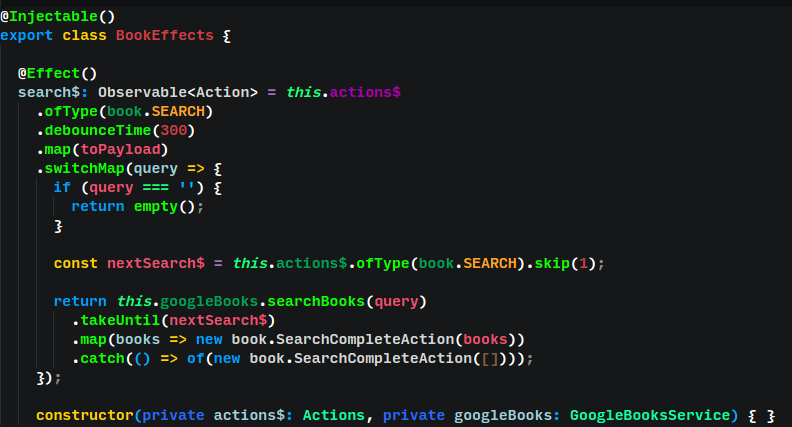 @Injectable()
export class BookEffects {

  @Effect()
  search$: Observable<Action> = this.actions$
    .ofType(book.SEARCH)
    .debounceTime(300)
    .map(toPayload)
    .switchMap(query => {
      if (query === '') {
        return empty();
      }

      const nextSearch$ = this.actions$.ofType(book.SEARCH).skip(1);

      return this.googleBooks.searchBooks(query)
        .takeUntil(nextSearch$)
        .map(books => new book.SearchCompleteAction(books))
        .catch(() => of(new book.SearchCompleteAction([])));
    });

    constructor(private actions$: Actions, private googleBooks: GoogleBooksService) { }